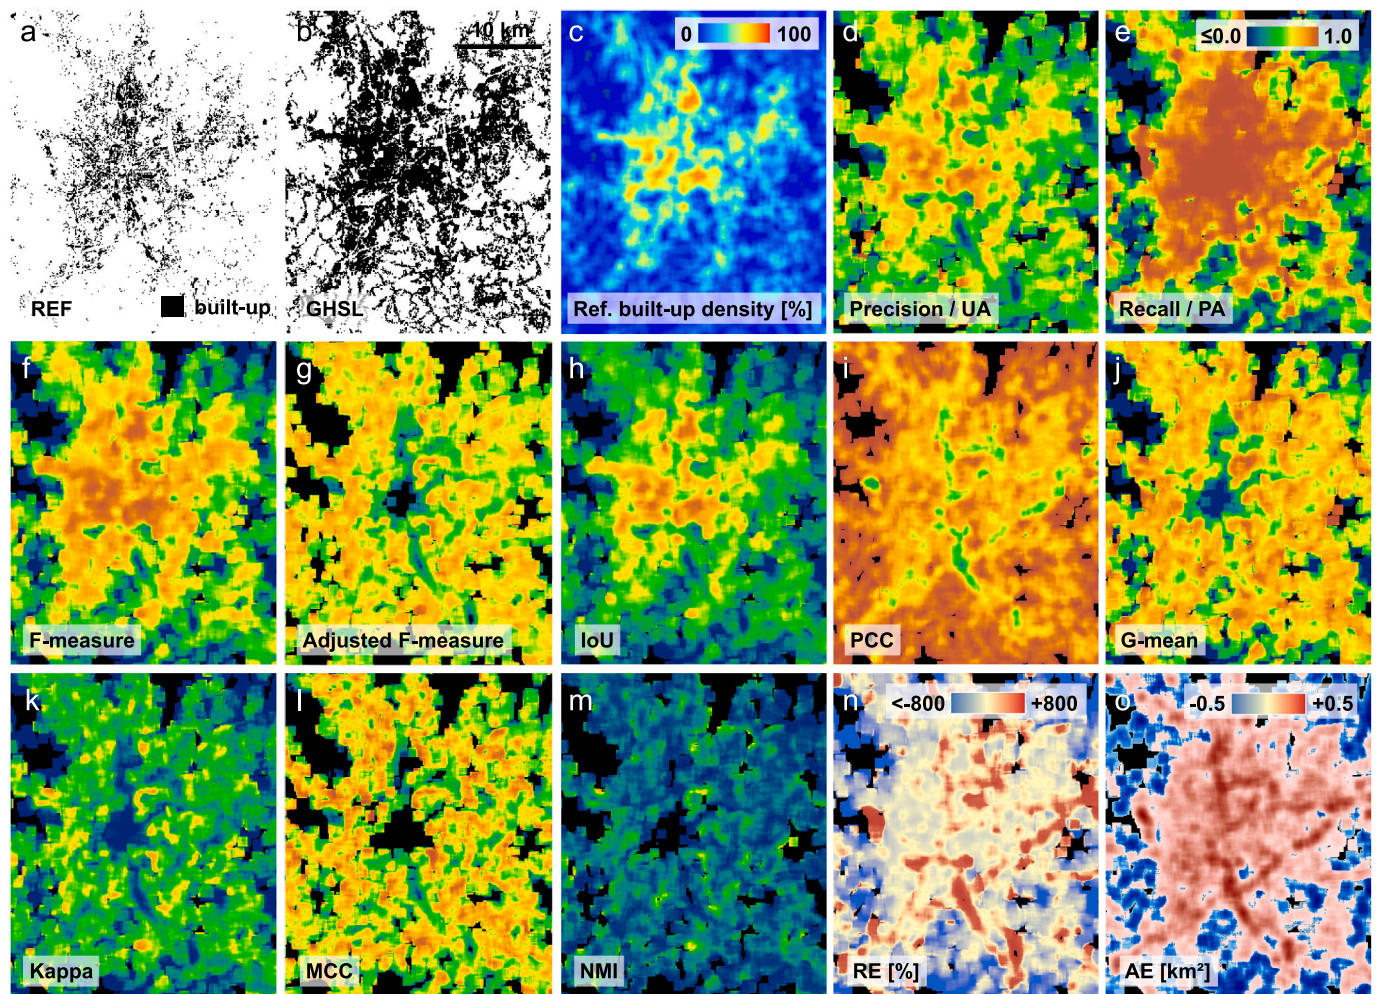 a
REF
built-up
b
10 km
GHSL
c
0 100
Ref. built-up density [%]
d
Precision / UA
e
≤0.0 1.0
Recall / PA
f
F-measure
g
Adjusted F-measure
h
IoU
i
PCC
j
G-mean
k
Kappa
l
MCC
m
NMI
n
<-800 +800
RE [%]
o
-0.5 +0.5
AE [km²]